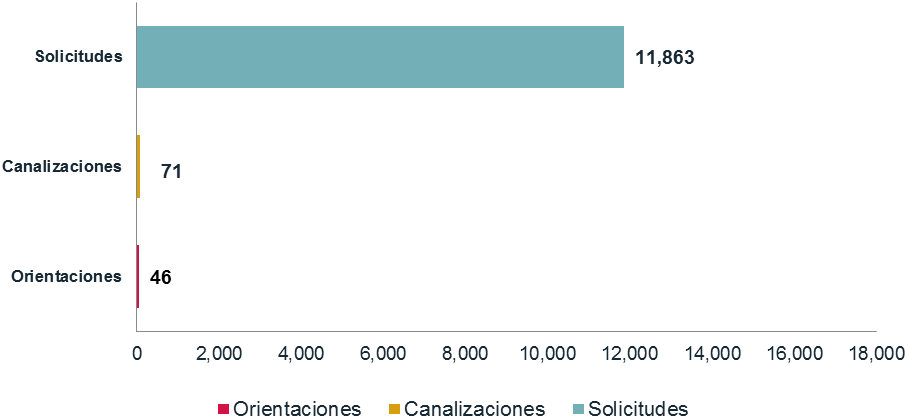 Solicitudes
11,863
Canalizaciones
71
Orientaciones
46
0 2,000 4,000 6,000 8,000 10,000 12,000 14,000 16,000 18,000
Orientaciones Canalizaciones Solicitudes